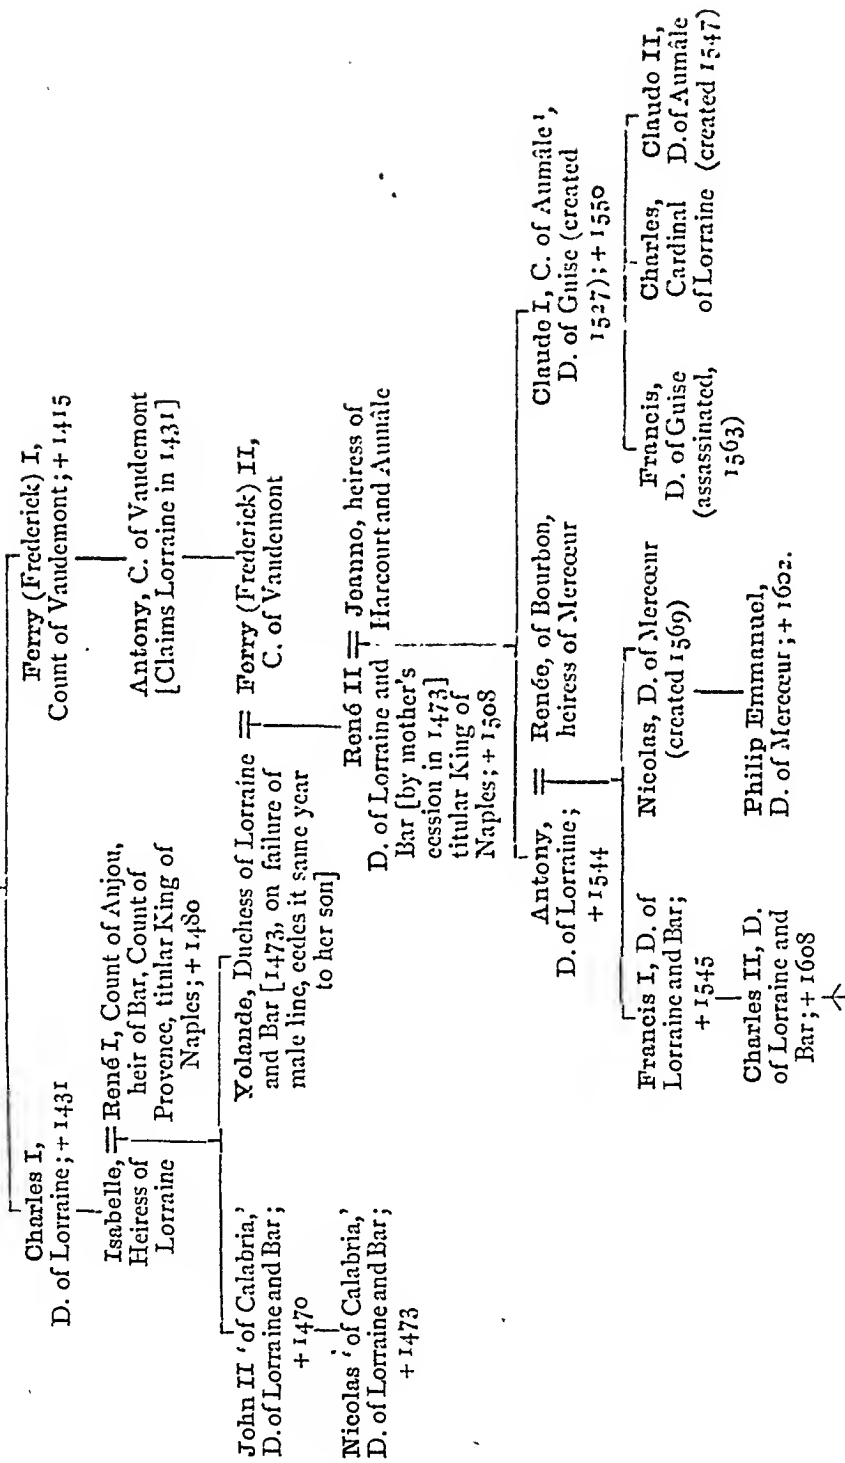 Charles I,
D. of Lorraine; + 1431
Ferry (Frederick) I,
Count of Vaudemont; + 1415
Isabelle,
Heiress of
Lorraine
René I, Count of Anjou,
heir of Bar, Count of
Provence, titular King of
Naples; + 1480
Antony, C. of Vaudemont
[Claims Lorraine in 1431]
John II ‘of Calabria,’
D. of Lorraine and Bar;
+ 1470
Yolande, Duchess of Lorraine
and Bar [1473, on failure of
male line, cedes it same year
to her son]
Ferry (Frederick) II,
C. of Vaudemont
Nicolas ‘of Calabria,’
D. of Lorraine and Bar;
+ 1473
René II
D. of Lorraine and
Bar [by mother's
cession in 1473]
titular King of
Naples; + 1508
Joanne, heiress of
Harcourt and Aumâle
Antony,
D. of Lorraine;
+ 1544
Renée, of Bourbon,
heiress of Mercœur
Claude I, C. of Aumâle¹,
D. of Guise (created
1527); + 1550
Francis I, D. of
Lorraine and Bar;
+ 1545
Nicolas, D. of Mercœur
(created 1569)
Francis,
D. of Guise
(assassinated,
1563)
Charles,
Cardinal
of Lorraine
Claude II,
D. of Aumâle
(created 1547)
Charles II, D.
of Lorraine and
Bar; + 1608
Philip Emmanuel,
D. of Mercœur; + 1602.